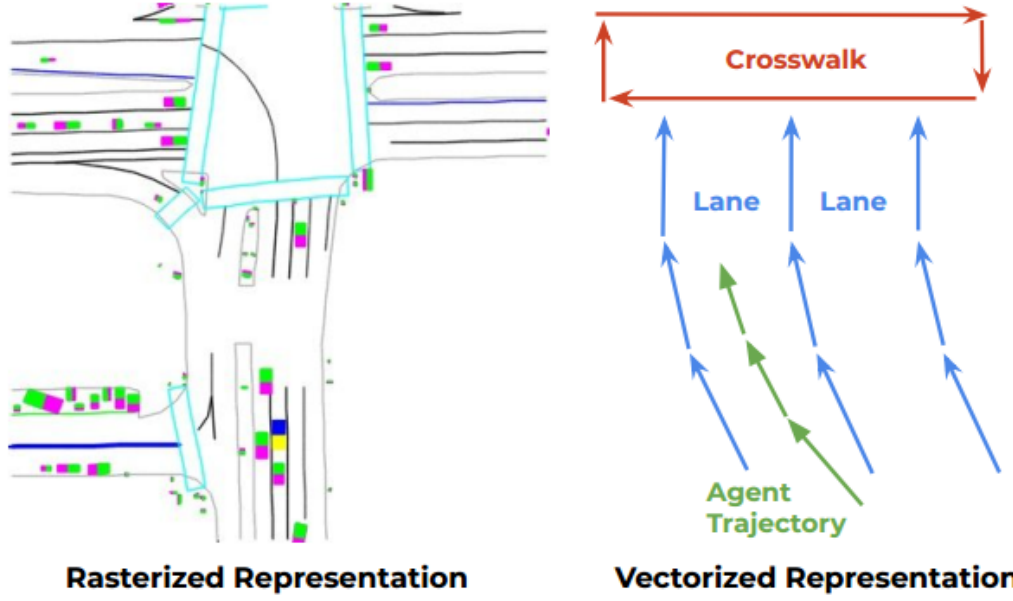 Crosswalk
Lane
Lane
Agent
Trajectory
Rasterized Representation
Vectorized Representation